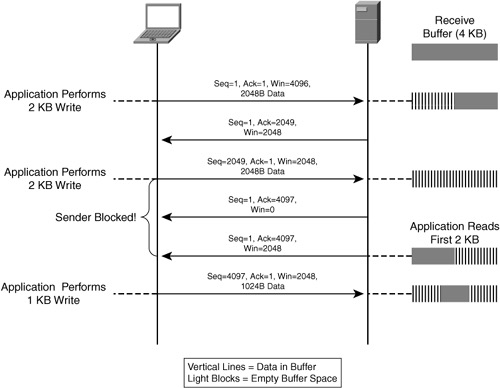 Receive
Buffer (4 KB)
Seq=1, Ack=1, Win=4096,
2048B Data
Application Performs
2 KB Write
Seq=1, Ack=2049,
Win=2048
Seq=2049, Ack=1, Win=2048,
2048B Data
Application Performs
2 KB Write
Seq=1, Ack=4097,
Win=0
Sender Blocked!
Application Reads
First 2 KB
Seq=1, Ack=4097,
Win=2048
Seq=4097, Ack=1, Win=2048,
1024B Data
Application Performs
1 KB Write
Vertical Lines = Data in Buffer
Light Blocks = Empty Buffer Space